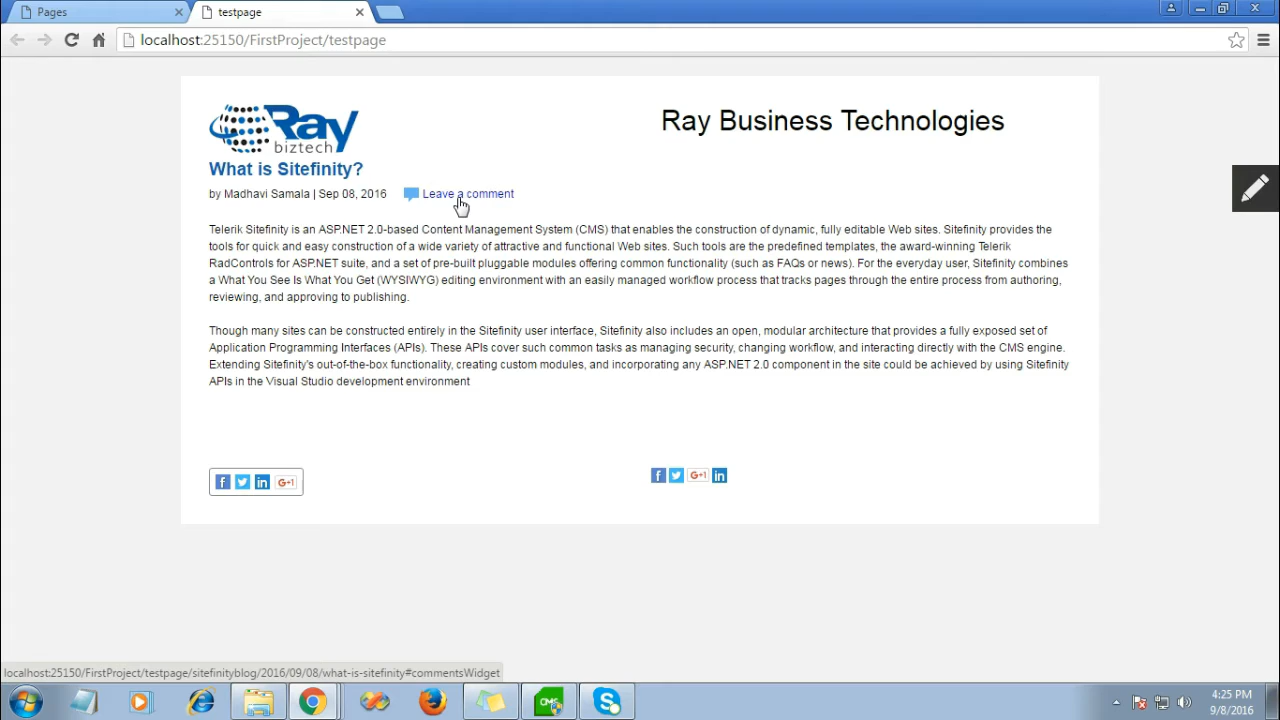 Pages
testpage
localhost:25150/FirstProject/testpage
Ray
biztech
Ray Business Technologies
What is Sitefinity?
by Madhavi Samala | Sep 08, 2016 Leave a comment
Telerik Sitefinity is an ASP.NET 2.0-based Content Management System (CMS) that enables the construction of dynamic, fully editable Web sites. Sitefinity provides the
tools for quick and easy construction of a wide variety of attractive and functional Web sites. Such tools are the predefined templates, the award-winning Telerik
RadControls for ASP.NET suite, and a set of pre-built pluggable modules offering common functionality (such as FAQs or news). For the everyday user, Sitefinity combines
a What You See Is What You Get (WYSIWYG) editing environment with an easily managed workflow process that tracks pages through the entire process from authoring,
reviewing, and approving to publishing.
Though many sites can be constructed entirely in the Sitefinity user interface, Sitefinity also includes an open, modular architecture that provides a fully exposed set of
Application Programming Interfaces (APIs). These APIs cover such common tasks as managing security, changing workflow, and interacting directly with the CMS engine.
Extending Sitefinity's out-of-the-box functionality, creating custom modules, and incorporating any ASP.NET 2.0 component in the site could be achieved by using Sitefinity
APIs in the Visual Studio development environment
f in G+1
f G+1 in
localhost:25150/FirstProject/testpage/sitefinityblog/2016/09/08/what-is-sitefinity#commentsWidget
CMS
4:25 PM
9/8/2016